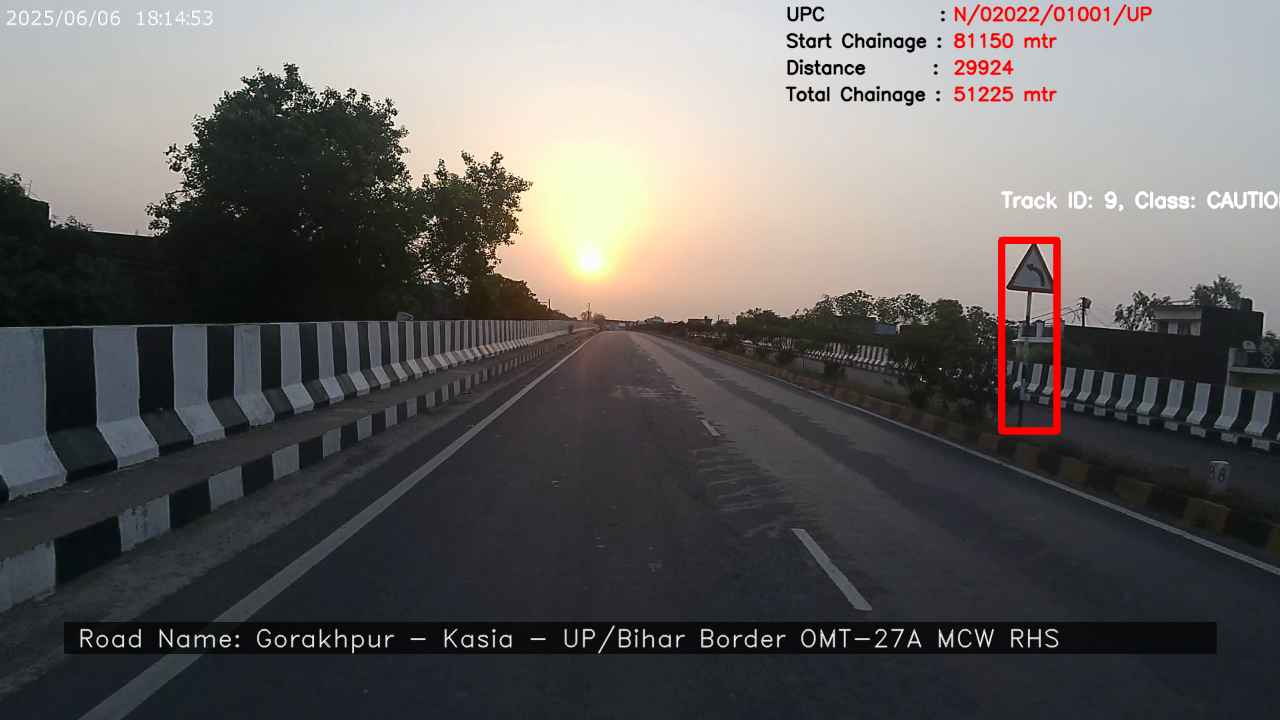 2025/06/06 18:14:53
UPC : N/02022/01001/UP
Start Chainage : 81150 mtr
Distance : 29924
Total Chainage : 51225 mtr
Track ID: 9, Class: CAUTIO
88
Road Name: Gorakhpur - Kasia - UP/Bihar Border OMT-27A MCW RHS